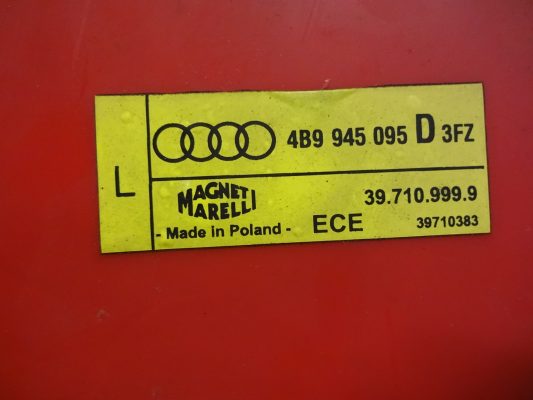 L
4B9 945 095 D 3FZ
MAGNETI MARELLI
39.710.999.9
- Made in Poland - ECE 39710383